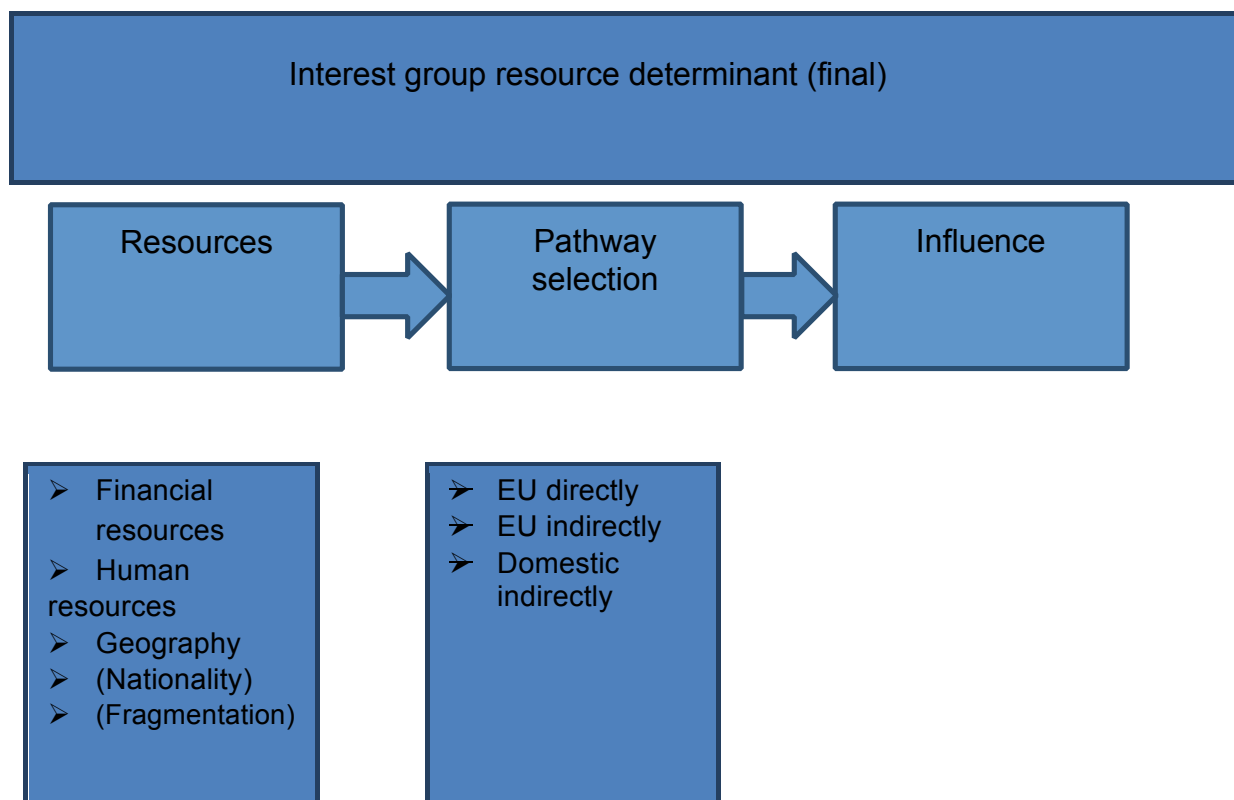 Interest group resource determinant (final)
Resources
Pathway
selection
Influence
➢ Financial
resources
➢ Human
resources
➢ Geography
➢ (Nationality)
➢ (Fragmentation)
➢ EU directly
➢ EU indirectly
➢ Domestic
indirectly